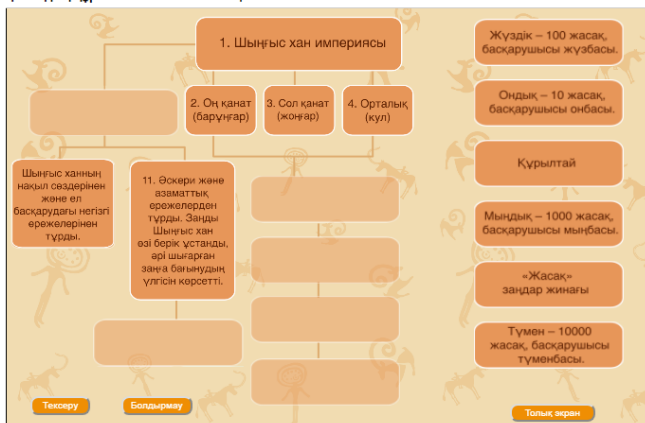 1. Шыңғыс хан империясы
2. Оң қанат
(барұңғар)
3. Сол қанат
(жоңғар)
4. Орталық
(кул)
Шыңғыс ханның
нақыл сөздерінен
және ел
басқарудағы негізгі
ережелерінен
тұрды.
11. Әскери және
азаматтық
ережелерден
тұрды. Заңды
Шыңғыс хан
өзі берік ұстанды,
әрі шығарған
заңға бағынудың
үлгісін көрсетті.
Жүздік – 100 жасақ,
басқарушысы жүзбасы.
Ондық – 10 жасақ,
басқарушысы онбасы.
Құрылтай
Мыңдық – 1000 жасақ,
басқарушысы мыңбасы.
«Жасақ»
заңдар жинағы
Түмен – 10000
жасақ, басқарушысы
түменбасы.
Тексеру
Болдырмау
Толық экран